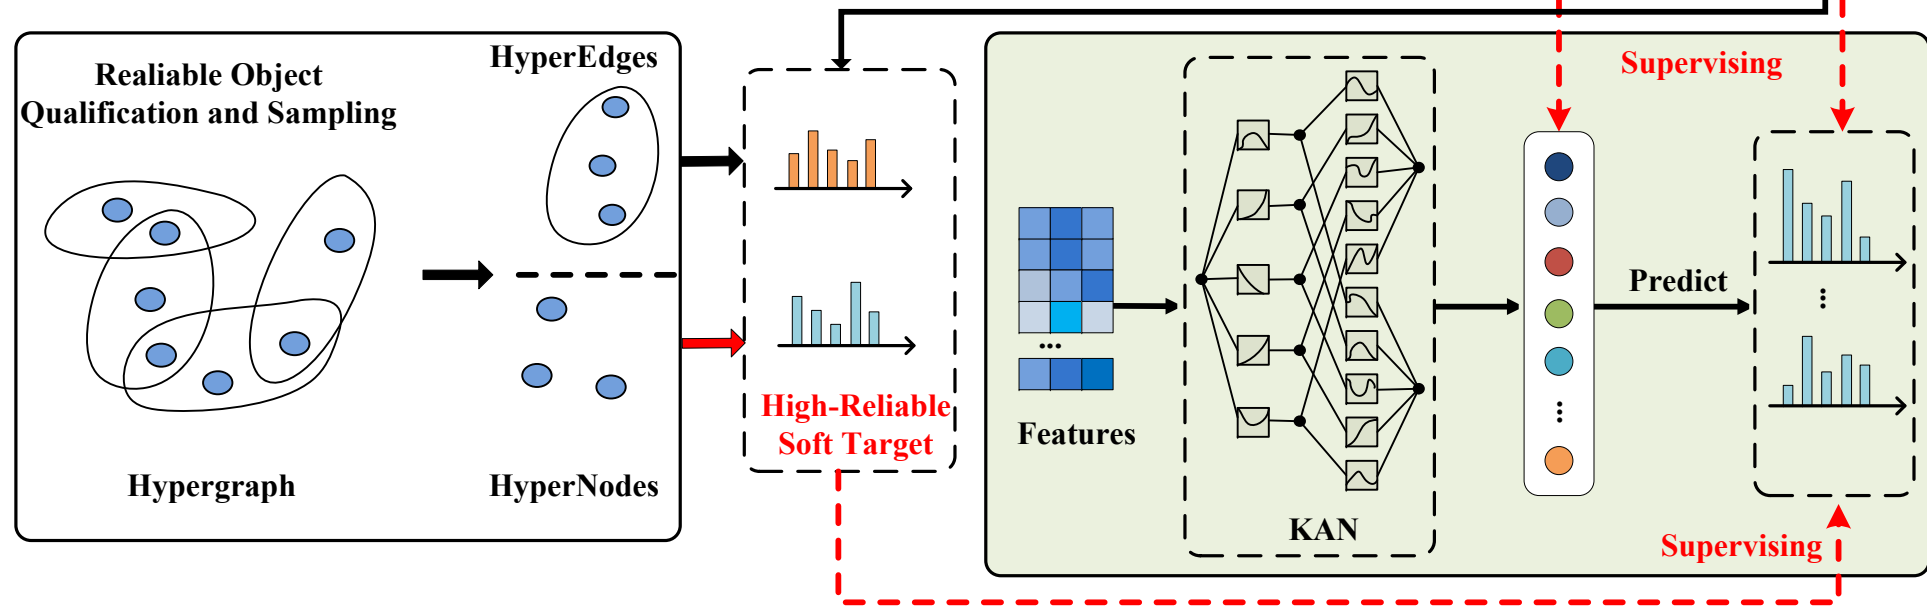 Realiable Object
Qualification and Sampling
HyperEdges
Hypergraph
HyperNodes
High-Reliable
Soft Target
Features
KAN
Supervising
Predict
Supervising